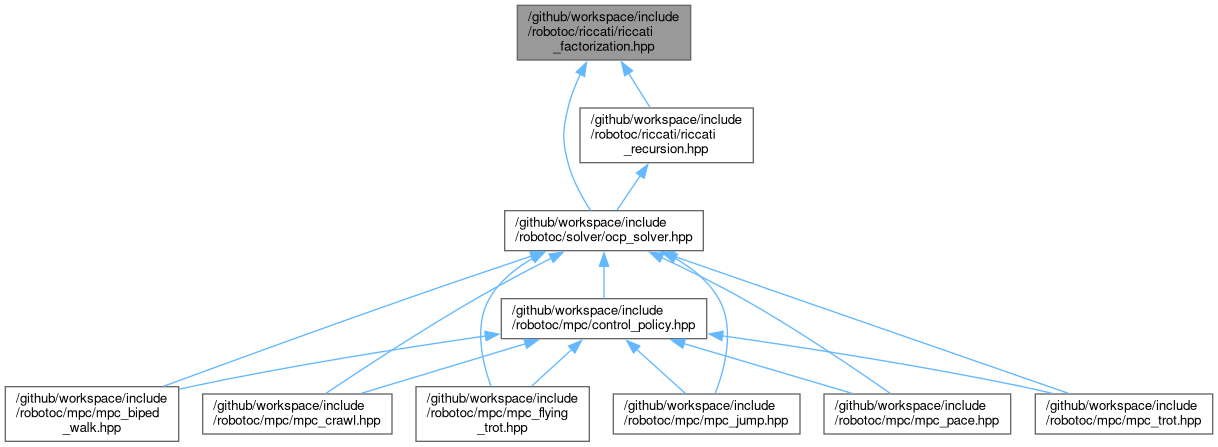 /github/workspace/include
/robotoc/riccati/riccati
_factorization.hpp
/github/workspace/include
/robotoc/riccati/riccati
_recursion.hpp
/github/workspace/include
/robotoc/solver/ocp_solver.hpp
/github/workspace/include
/robotoc/mpc/control_policy.hpp
/github/workspace/include
/robotoc/mpc/mpc_biped
_walk.hpp
/github/workspace/include
/robotoc/mpc/mpc_crawl.hpp
/github/workspace/include
/robotoc/mpc/mpc_flying
_trot.hpp
/github/workspace/include
/robotoc/mpc/mpc_jump.hpp
/github/workspace/include
/robotoc/mpc/mpc_pace.hpp
/github/workspace/include
/robotoc/mpc/mpc_trot.hpp